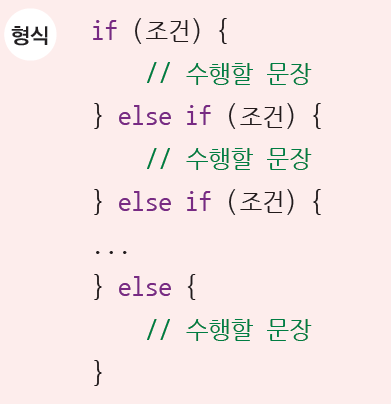 형식 if (조건) {
// 수행할 문장
} else if (조건) {
// 수행할 문장
} else if (조건) {
...
} else {
// 수행할 문장
}